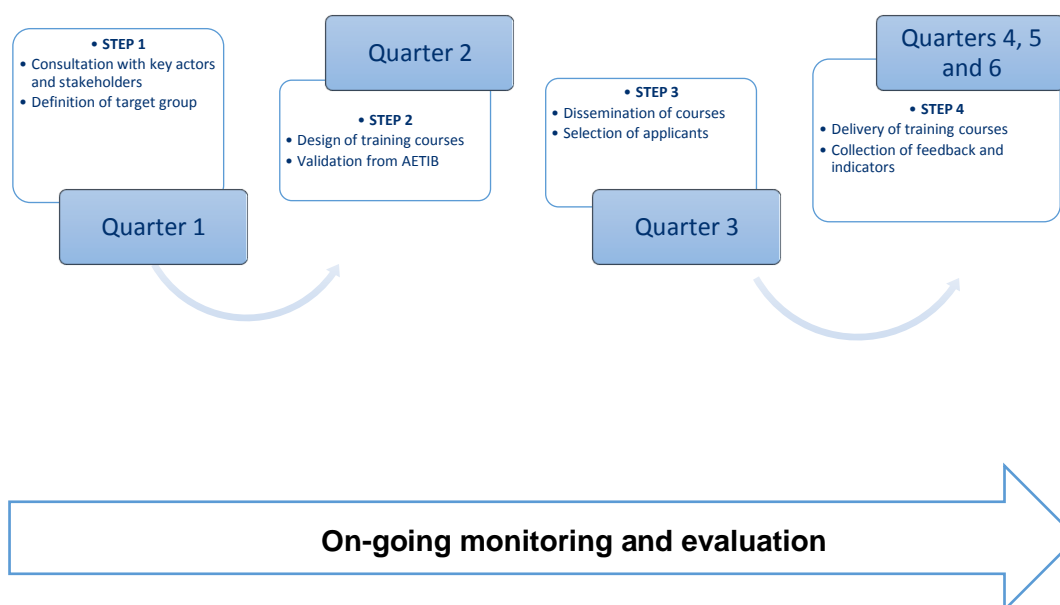 • STEP 1
• Consultation with key actors
and stakeholders
• Definition of target group
Quarter 1
Quarter 2
• STEP 2
• Design of training courses
• Validation from AETIB
• STEP 3
• Dissemination of courses
• Selection of applicants
Quarter 3
Quarters 4, 5
and 6
• STEP 4
• Delivery of training courses
• Collection of feedback and
indicators
On-going monitoring and evaluation